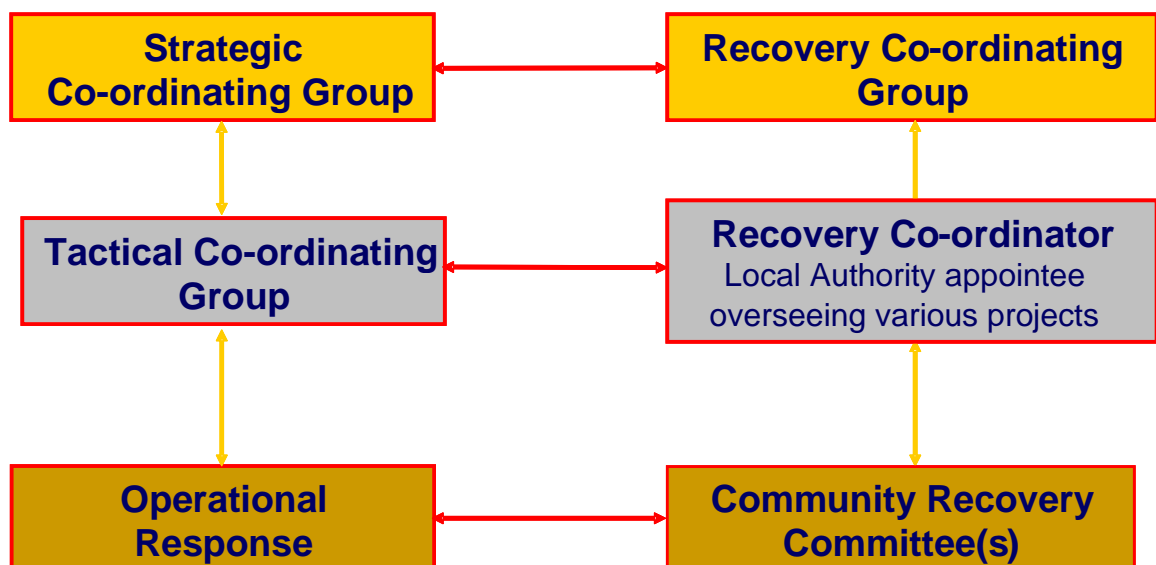 Strategic
Co-ordinating Group
Recovery Co-ordinating
Group
Tactical Co-ordinating
Group
Recovery Co-ordinator
Local Authority appointee
overseeing various projects
Operational
Response
Community Recovery
Committee(s)